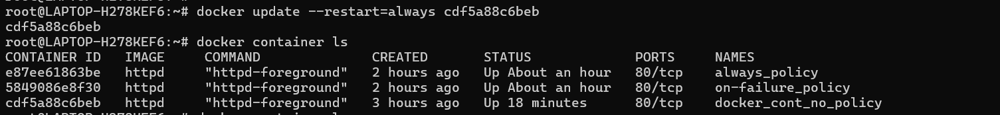 root@LAPTOP-H278KEF6:~# docker update --restart=always cdf5a88c6beb
cdf5a88c6beb
root@LAPTOP-H278KEF6:~# docker container ls
CONTAINER ID   IMAGE     COMMAND              CREATED       STATUS             PORTS     NAMES
e87ee61863be   httpd     "httpd-foreground"   2 hours ago   Up About an hour   80/tcp    always_policy
5849086e8f30   httpd     "httpd-foreground"   2 hours ago   Up About an hour   80/tcp    on-failure_policy
cdf5a88c6beb   httpd     "httpd-foreground"   3 hours ago   Up 18 minutes      80/tcp    docker_cont_no_policy